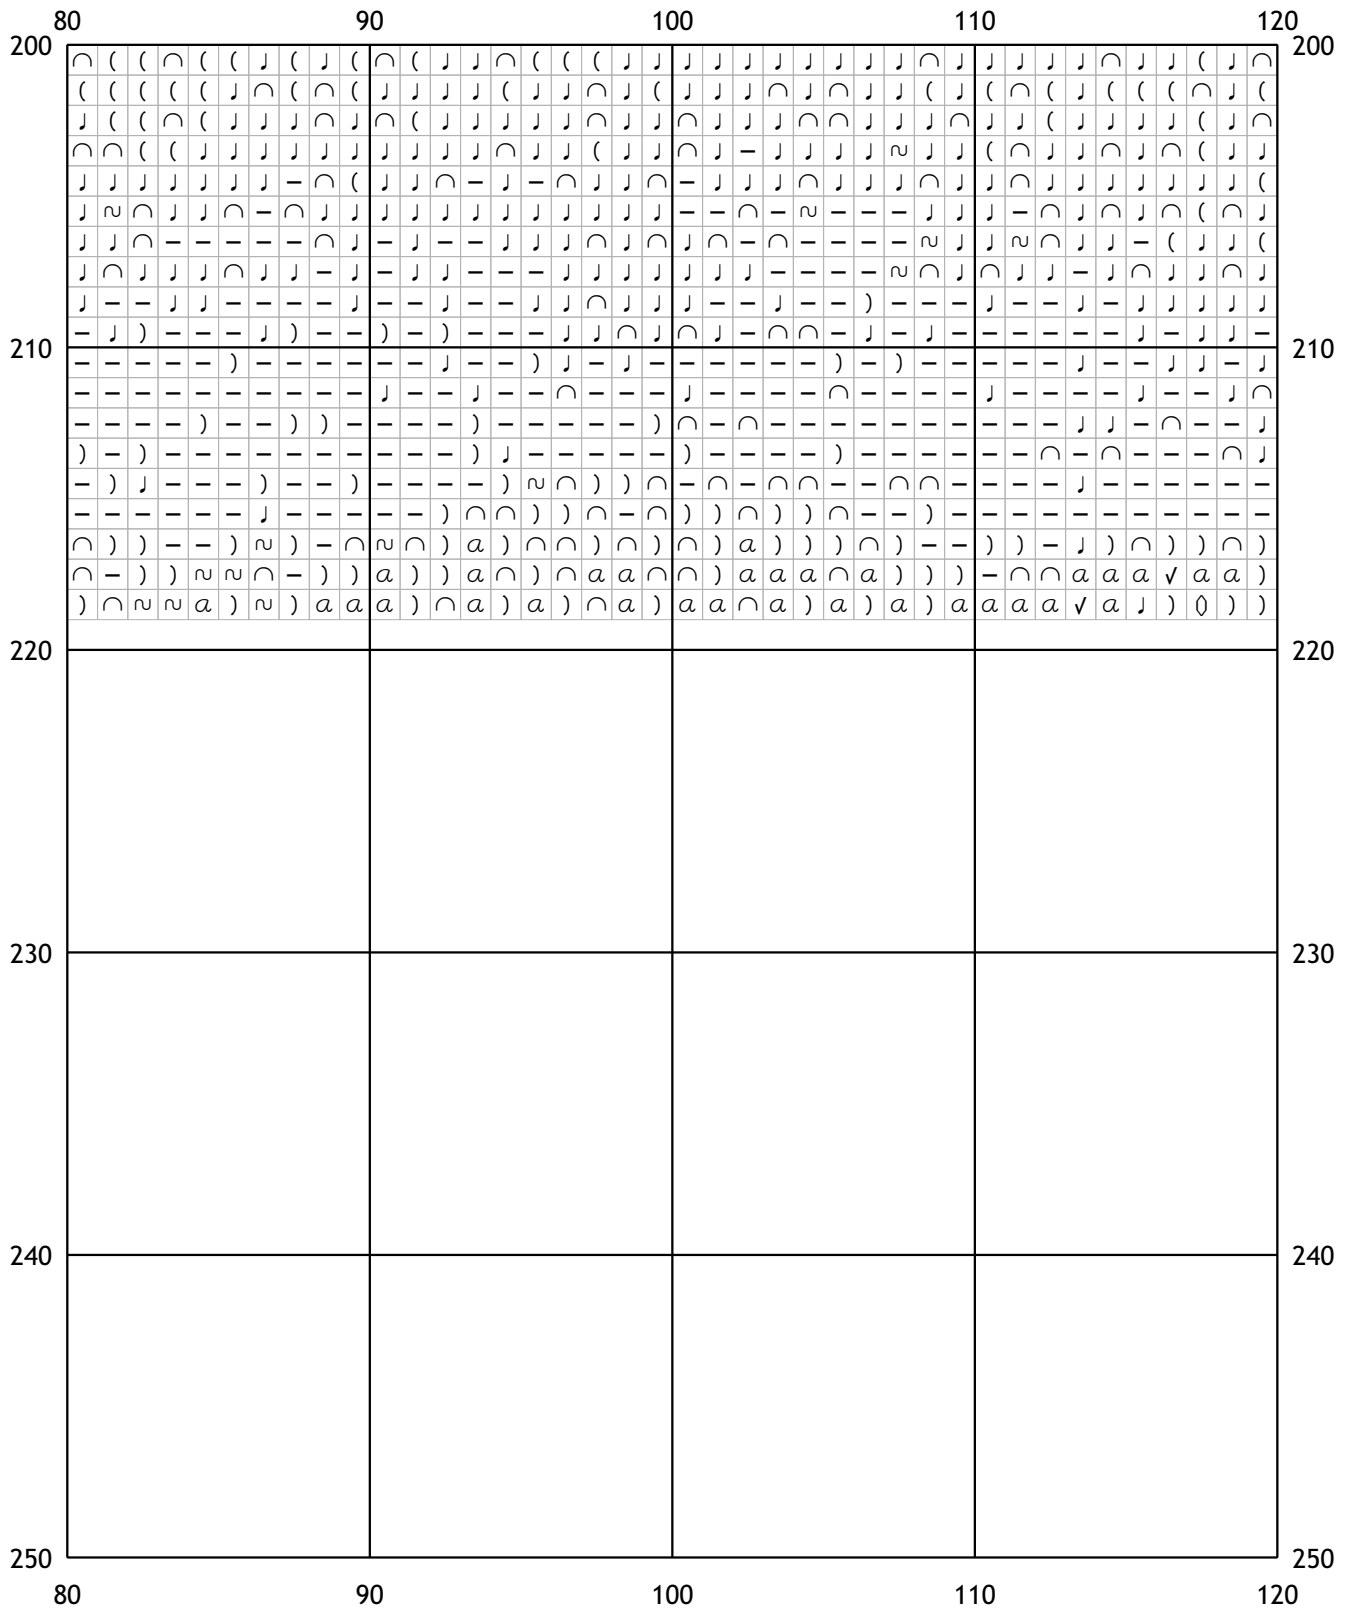 80 90 100 110 120
200 200
∩ ( ( ∩ ( ( ♩ ( ♩ ( ∩ ( ♩ ♩ ∩ ( ( ( ♩ ♩ ♩ ♩ ♩ ♩ ♩ ♩ ♩ ♩ ∩ ♩ ♩ ♩ ♩ ♩ ∩ ♩ ♩ ( ♩ ∩
( ( ( ( ( ♩ ∩ ( ∩ ( ♩ ♩ ♩ ♩ ( ♩ ♩ ∩ ♩ ( ♩ ♩ ♩ ∩ ♩ ∩ ♩ ♩ ( ♩ ( ∩ ( ♩ ( ( ( ∩ ♩ (
♩ ( ( ∩ ( ♩ ♩ ♩ ∩ ♩ ∩ ( ♩ ♩ ♩ ♩ ♩ ∩ ♩ ♩ ∩ ♩ ♩ ♩ ∩ ∩ ♩ ♩ ♩ ∩ ♩ ♩ ( ♩ ♩ ♩ ♩ ( ♩ ∩
∩ ∩ ( ( ♩ ♩ ♩ ♩ ♩ ♩ ♩ ♩ ♩ ♩ ∩ ♩ ♩ ( ♩ ♩ ∩ ♩ – ♩ ♩ ♩ ♩ ~ ♩ ♩ ( ∩ ♩ ♩ ∩ ♩ ∩ ( ♩ ♩
♩ ♩ ♩ ♩ ♩ ♩ ♩ – ∩ ( ♩ ♩ ∩ – ♩ – ∩ ♩ ♩ ∩ – ♩ ♩ ♩ ∩ ♩ ♩ ♩ ∩ ♩ ♩ ∩ ♩ ♩ ♩ ♩ ♩ ♩ ♩ (
♩ ~ ∩ ♩ ♩ ∩ – ∩ ♩ ♩ ♩ ♩ ♩ ♩ ♩ ♩ ♩ ♩ ♩ ♩ – – ∩ – ~ – – – ♩ ♩ ♩ – ∩ ♩ ∩ ♩ ∩ ( ∩ ♩
♩ ♩ ∩ – – – – – ∩ ♩ – ♩ – – ♩ ♩ ♩ ∩ ♩ ∩ ♩ ∩ – ∩ – – – – ~ ♩ ♩ ~ ∩ ♩ ♩ – ( ♩ ♩ (
♩ ∩ ♩ ♩ ♩ ∩ ♩ ♩ – ♩ – ♩ ♩ – – – ♩ ♩ ♩ ♩ ♩ ♩ ♩ – – – – ~ ∩ ♩ ∩ ♩ ♩ – ♩ ∩ ♩ ♩ ∩ ♩
♩ – – ♩ ♩ – – – – ♩ – – ♩ – – ♩ ♩ ∩ ♩ ♩ ♩ – – ♩ – – ) – – – ♩ – – ♩ – ♩ ♩ ♩ ♩ ♩
– ♩ ) – – – ♩ ) – – ) – ) – – – ♩ ♩ ∩ ♩ ∩ ♩ – ∩ ∩ – ♩ – ♩ – – – – – – ♩ – ♩ ♩ –
210 210
– – – – – ) – – – – – – ♩ – – ) ♩ – ♩ – – – – – – ) – ) – – – – – ♩ – – ♩ ♩ – ♩
– – – – – – – – – – ♩ – – ♩ – – ∩ – – – ♩ – – – – ∩ – – – – ♩ – – – – ♩ – – ♩ ∩
– – – – ) – – ) ) – – – – ) – – – – – ) ∩ – ∩ – – – – – – – – – – ♩ ♩ – ∩ – – ♩
) – ) – – – – – – – – – – ) ♩ – – – – – ) – – – – ) – – – – – – ∩ – ∩ – – – ∩ ♩
– ) ♩ – – – ) – – ) – – – – ) ~ ∩ ) ) ∩ – ∩ – ∩ ∩ – – ∩ ∩ – – – – ♩ – – – – – –
– – – – – – ♩ – – – – – ) ∩ ∩ ) ) ∩ – ∩ ) ) ∩ ) ) ∩ – – ) – – – – – – – – – – –
∩ ) ) – – ) ~ ) – ∩ ~ ∩ ) a ) ∩ ∩ ) ∩ ) ∩ ) a ) ) ) ∩ ) – – ) ) – ♩ ) ∩ ) ) ∩ )
∩ – ) ) ~ ~ ∩ – ) ) a ) ) a ∩ ) ∩ a a ∩ ∩ ) a a a ∩ a ) ) ) – ∩ ∩ a a a √ a a )
) ∩ ~ ~ a ) ~ ) a a a ) ∩ a ) a ) ∩ a ) a a ∩ a ) a ) a ) a a a a √ a ♩ ) ◊ ) )
220 220
230 230
240 240
250 250
80 90 100 110 120